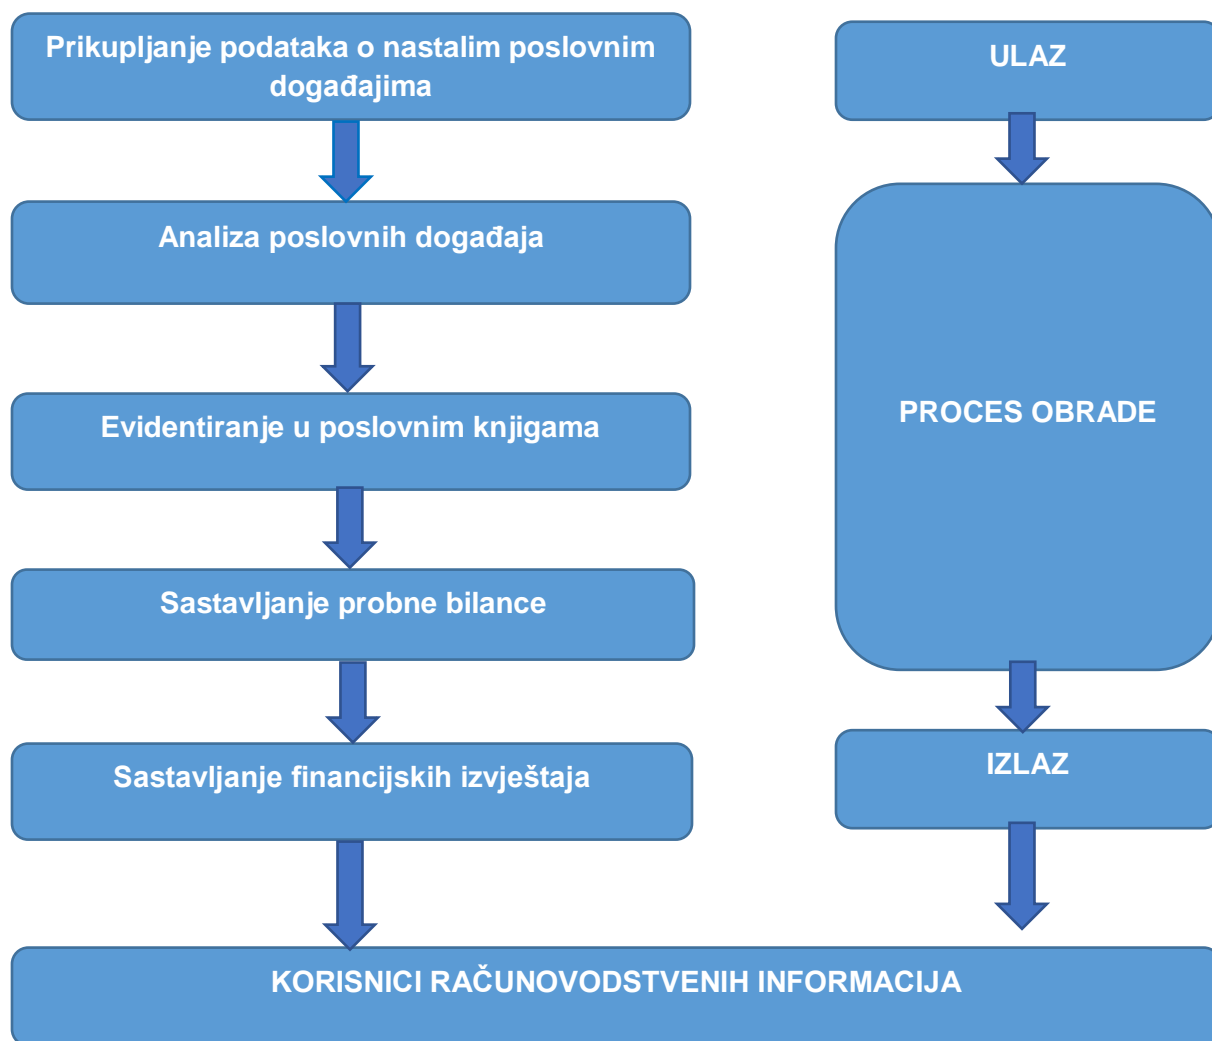 Prikupljanje podataka o nastalim poslovnim
događajima
ULAZ
Analiza poslovnih događaja
Evidentiranje u poslovnim knjigama
PROCES OBRADE
Sastavljanje probne bilance
Sastavljanje financijskih izvještaja
IZLAZ
KORISNICI RAČUNOVODSTVENIH INFORMACIJA